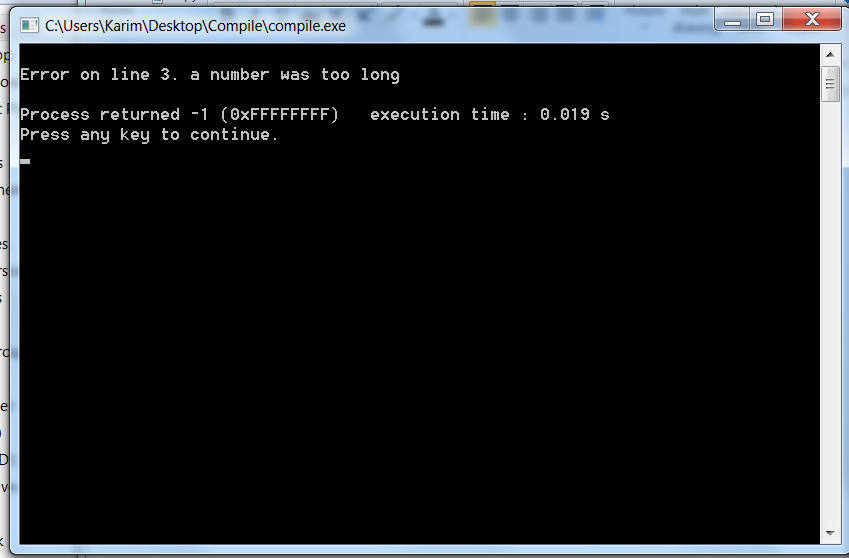 C:\Users\Karim\Desktop\Compile\compile.exe
Error on line 3. a number was too long
Process returned -1 (0xFFFFFFFF)   execution time : 0.019 s
Press any key to continue.